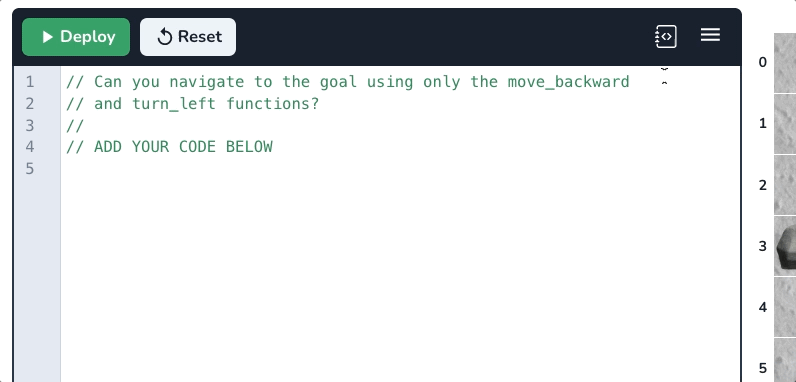 Deploy Reset
1 // Can you navigate to the goal using only the move_backward
2 // and turn_left functions?
3 //
4 // ADD YOUR CODE BELOW
5
0
1
2
3
4
5